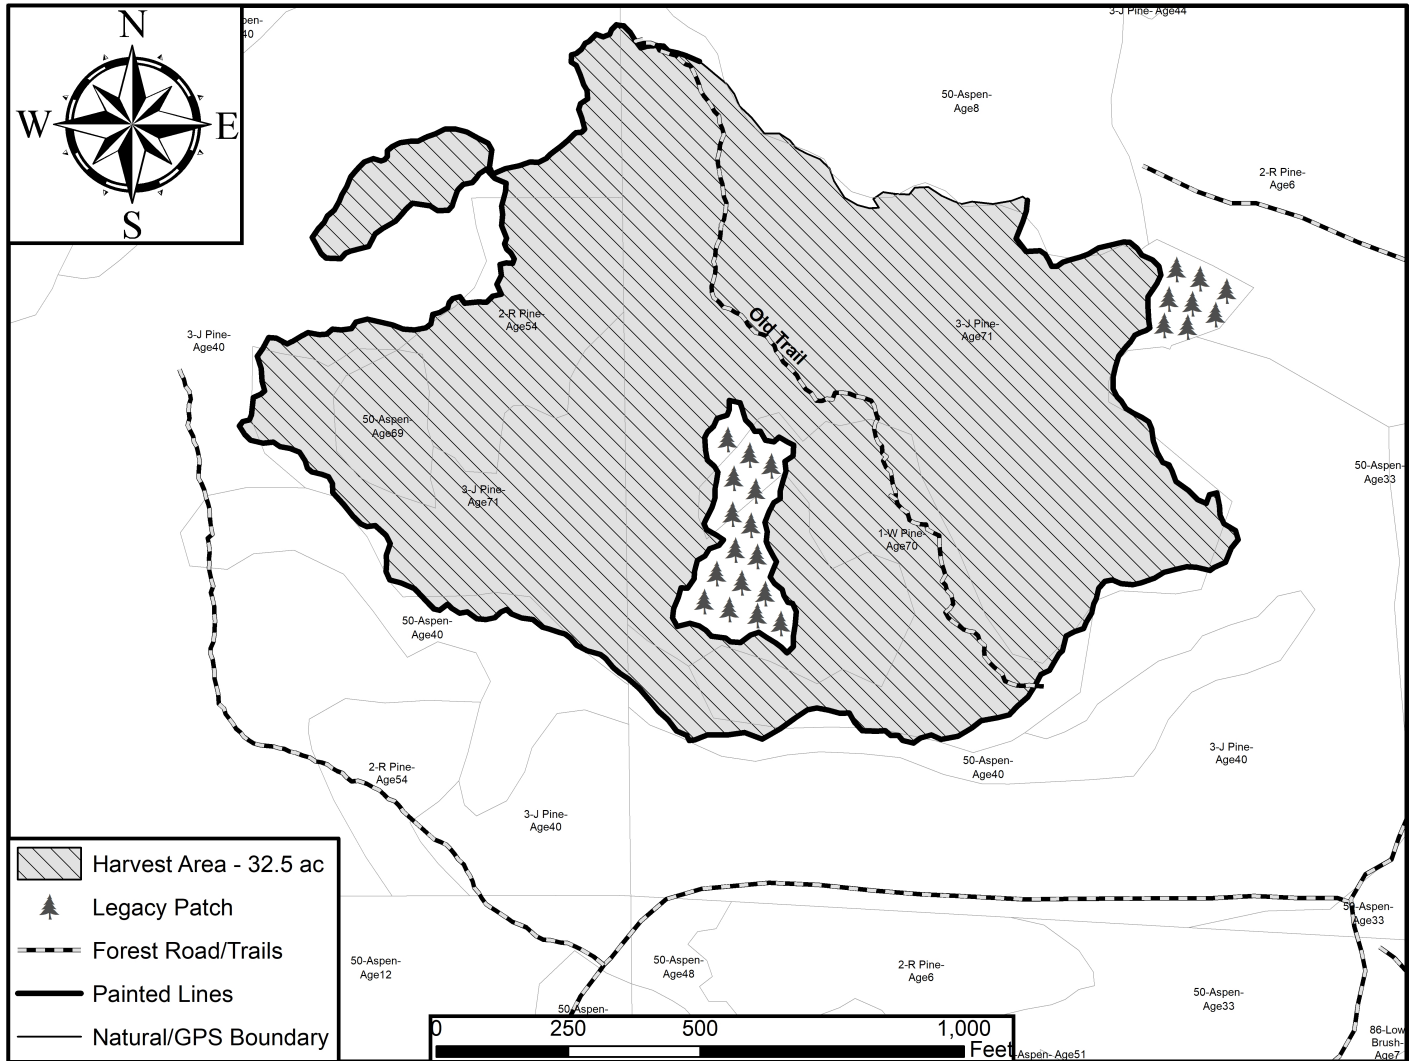 N
W
E
S
pen-
40
3-J Pine- Age44
50-Aspen-
Age8
2-R Pine-
Age6
2-R Pine-
Age54
Old Trail
3-J Pine-
Age71
3-J Pine-
Age40
50-Aspen-
Age69
3-J Pine-
Age71
50-Aspen-
Age33
1-W Pine-
Age70
50-Aspen-
Age40
50-Aspen-
Age40
3-J Pine-
Age40
2-R Pine-
Age54
3-J Pine-
Age40
Harvest Area - 32.5 ac
Legacy Patch
Forest Road/Trails
Painted Lines
Natural/GPS Boundary
50-Aspen-
Age33
50-Aspen-
Age12
50-Aspen-
Age48
2-R Pine-
Age6
50-Aspen-
Age33
50-Aspen-
86-Low
Brush-
Age7
0 250 500 1,000
Feet
-Aspen- Age51